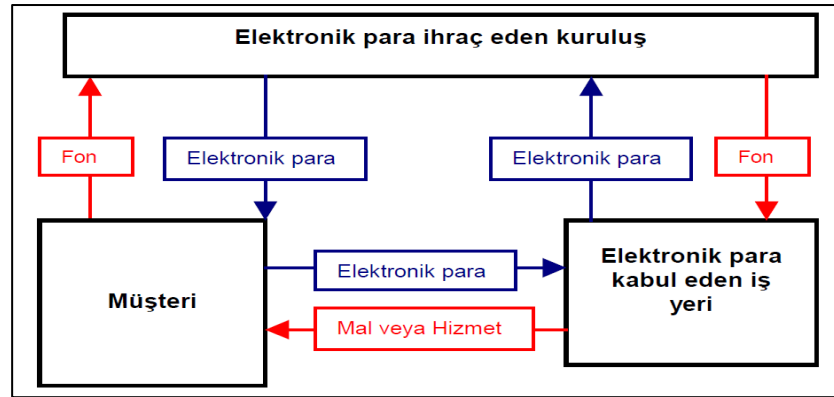 Elektronik para ihraç eden kuruluş
Fon
Elektronik para
Elektronik para
Fon
Müşteri
Elektronik para
Mal veya Hizmet
Elektronik para
kabul eden iş
yeri